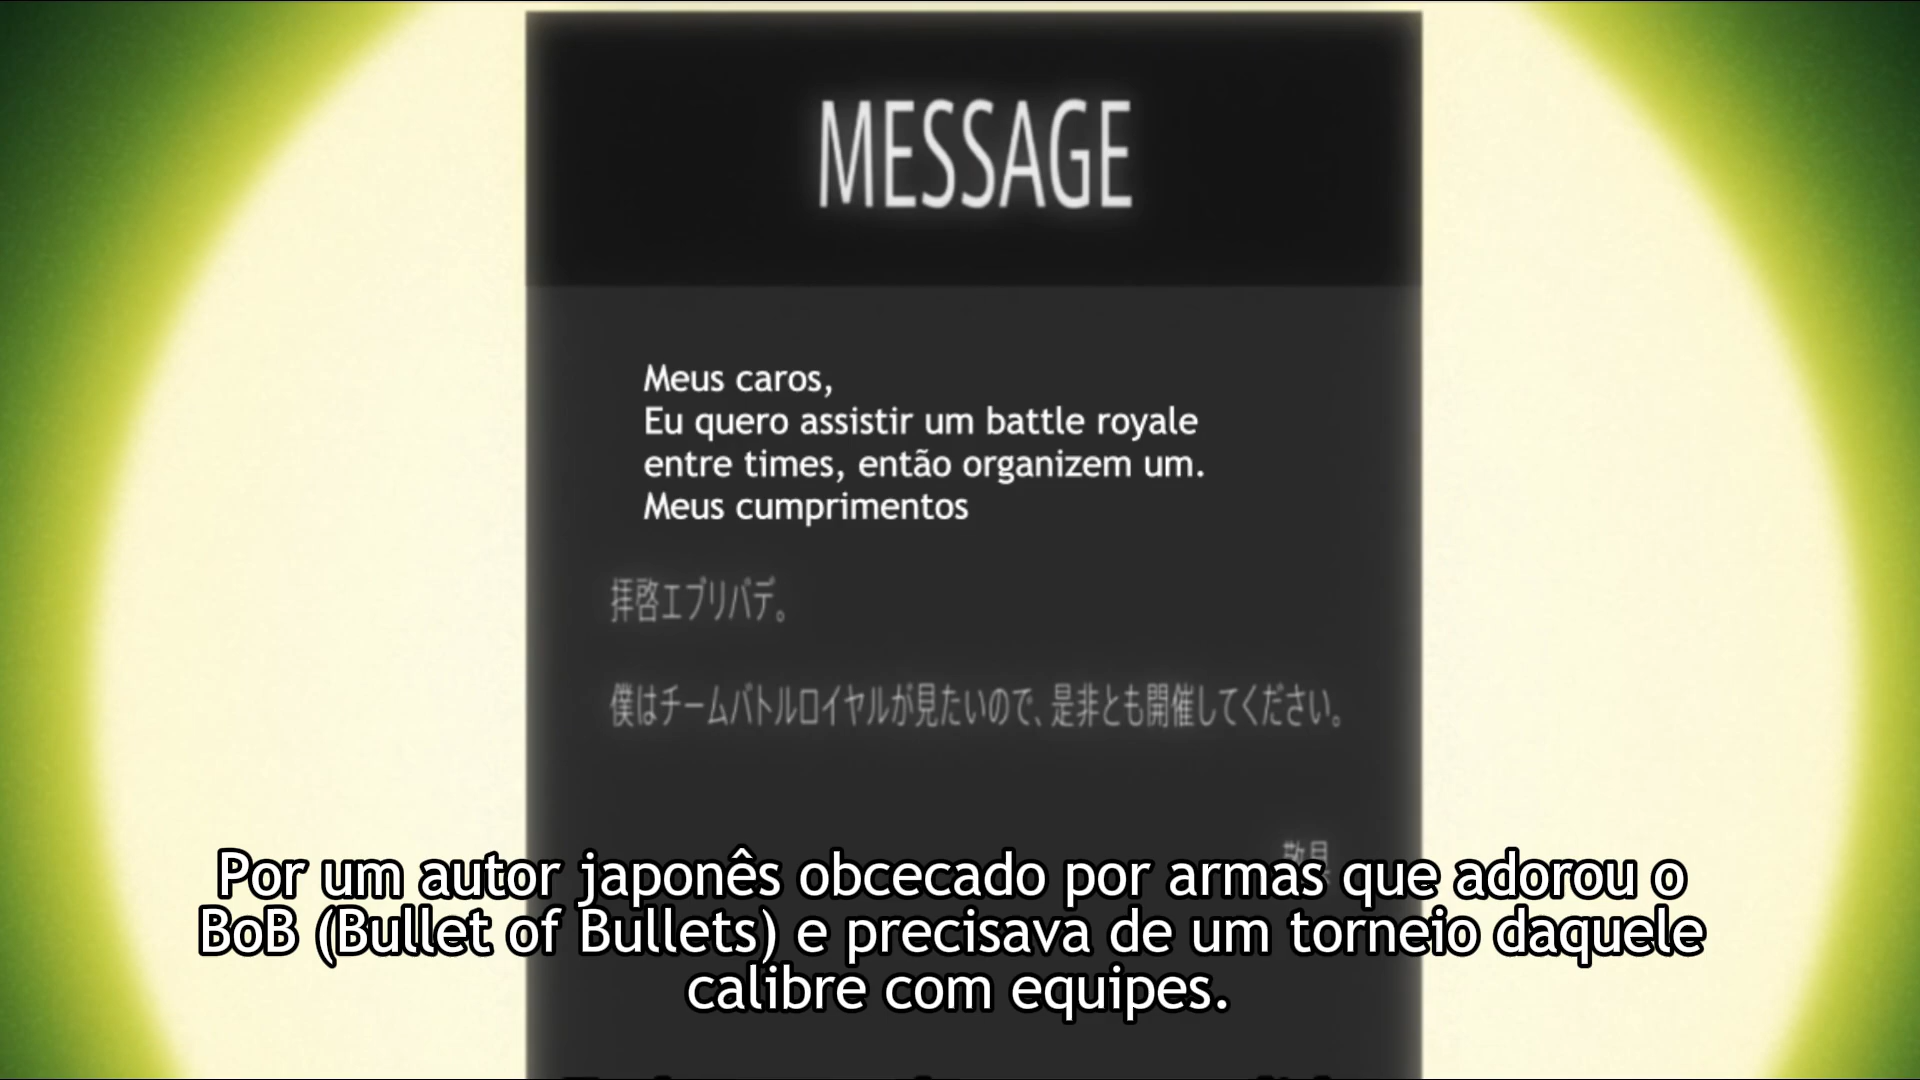 MESSAGE
Meus caros,
Eu quero assistir um battle royale
entre times, então organizem um.
Meus cumprimentos
拝啓エブリバデ。
僕はチームバトルロイヤルが見たいので、是非とも開催してください。
Por um autor japonês obcecado por armas que adorou o
BoB (Bullet of Bullets) e precisava de um torneio daquele
calibre com equipes.